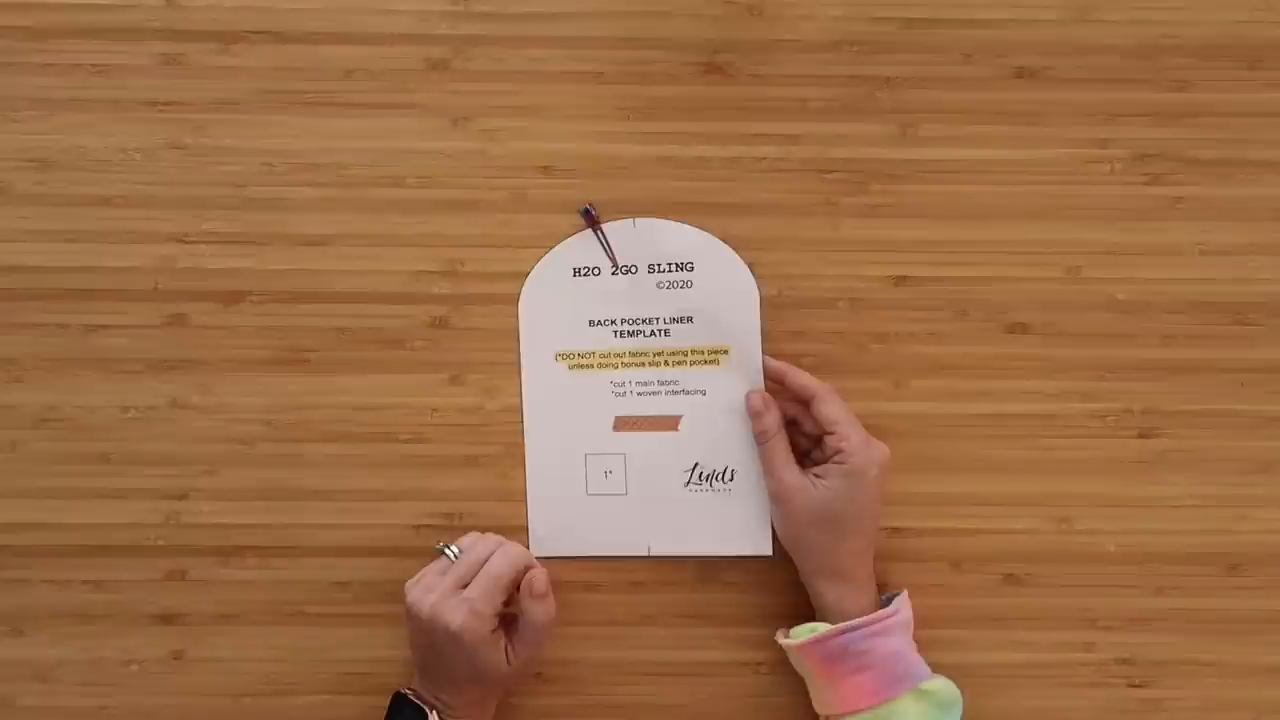 H2O 2GO SLING
©2020
BACK POCKET LINER
TEMPLATE
(*DO NOT cut out fabric yet using this piece
unless doing bonus slip & pen pocket)
*cut 1 main fabric
*cut 1 woven interfacing
1"
Linds
HANDMADE